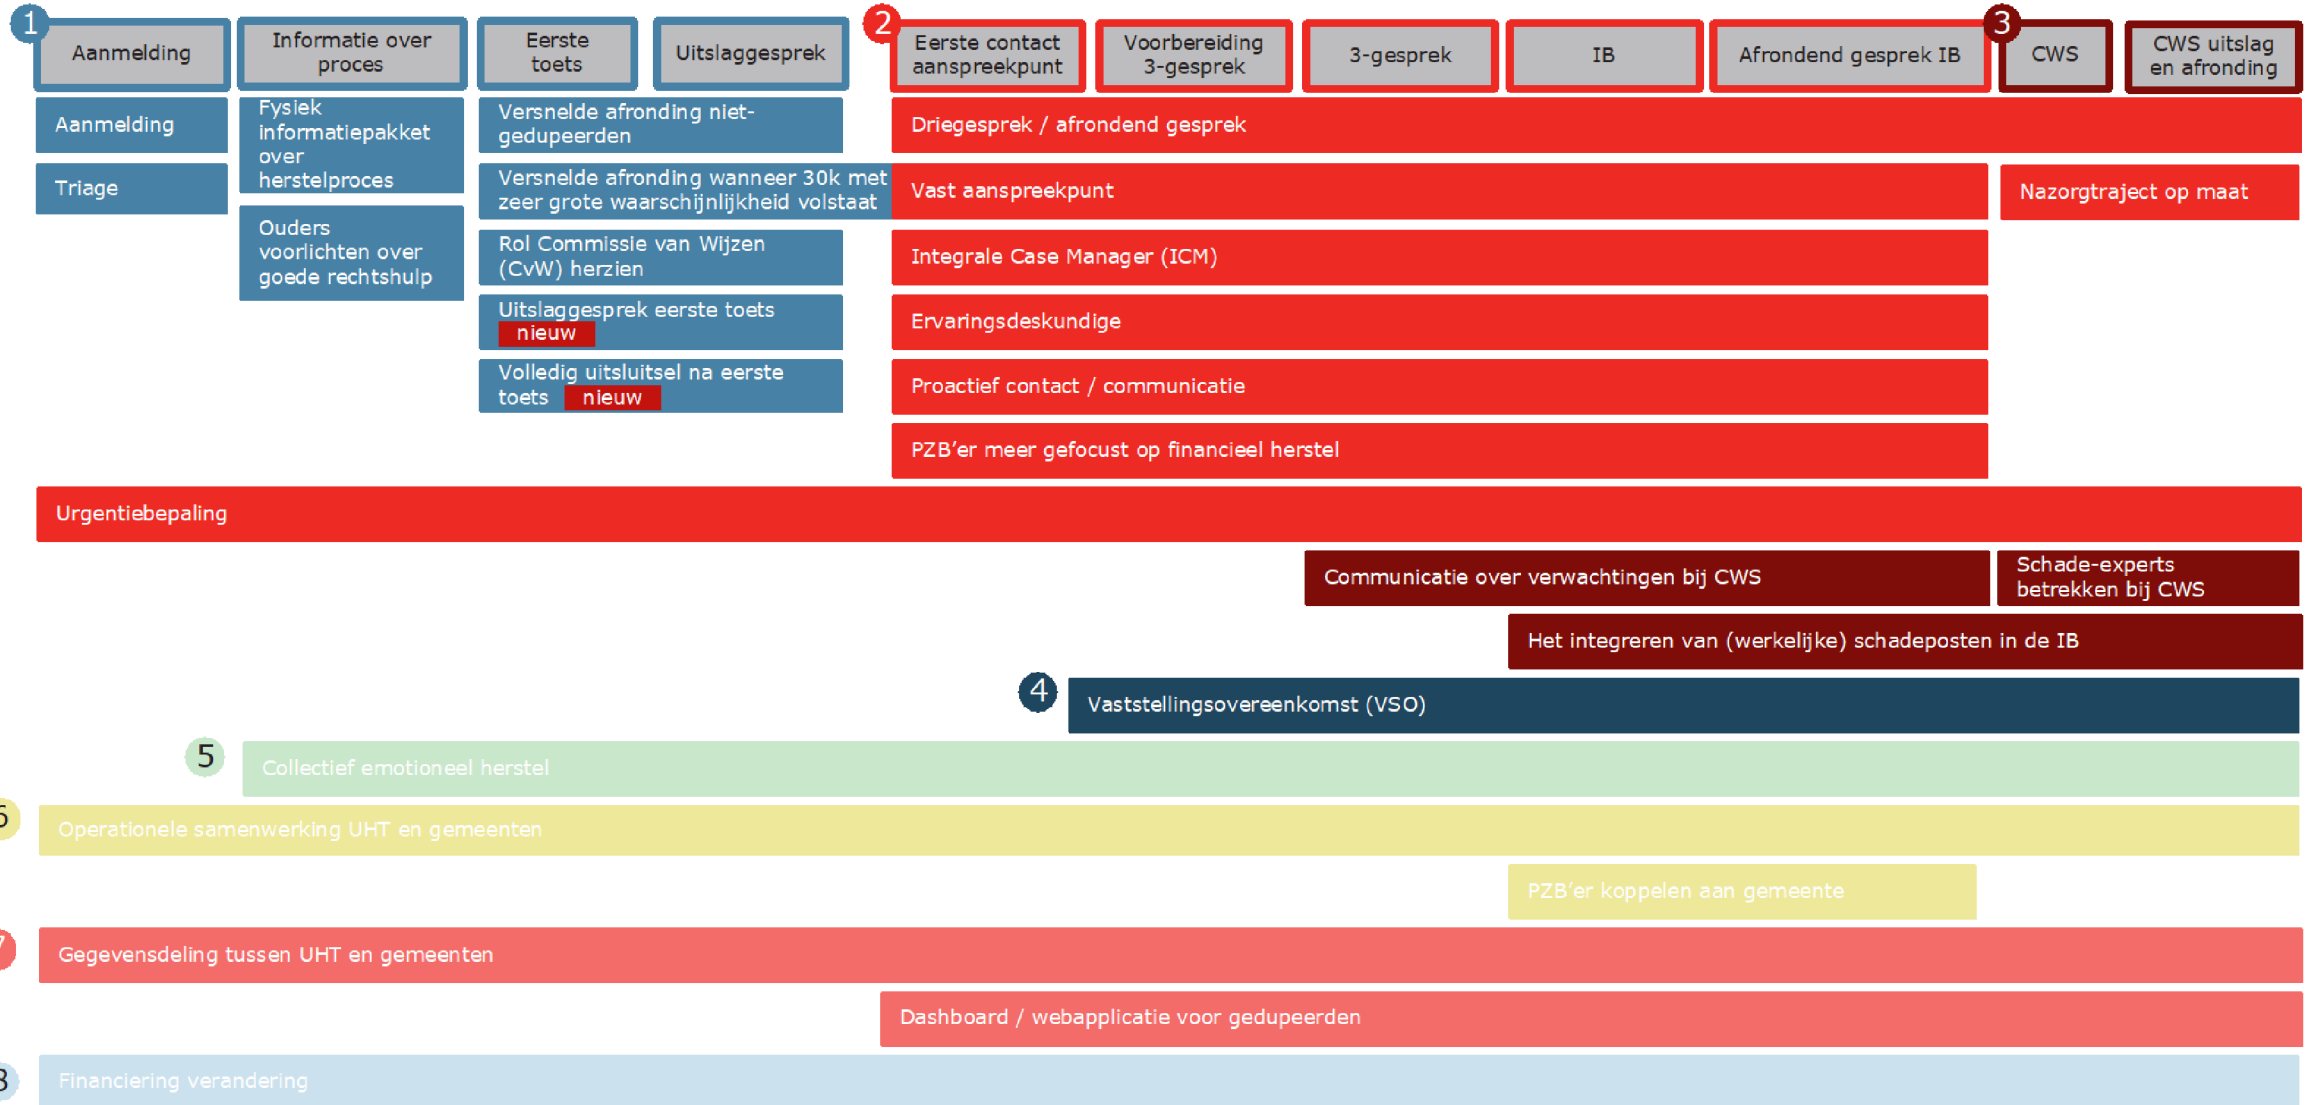 1
Aanmelding
Informatie over
proces
Eerste
toets
Uitslaggesprek
2
Eerste contact
aanspreekpunt
Voorbereiding
3-gesprek
3-gesprek
IB
Afrondend gesprek IB
3
CWS
CWS uitslag
en afronding
Aanmelding
Triage
Fysiek
informatiepakket
over
herstelproces
Ouders
voorlichten over
goede rechtshulp
Versnelde afronding niet-
gedupeerden
Versnelde afronding wanneer 30k met
zeer grote waarschijnlijkheid volstaat
Rol Commissie van Wijzen
(CvW) herzien
Uitslaggesprek eerste toets
nieuw
Volledig uitsluitsel na eerste
toets nieuw
Driegesprek / afrondend gesprek
Vast aanspreekpunt
Nazorgtraject op maat
Integrale Case Manager (ICM)
Ervaringsdeskundige
Proactief contact / communicatie
PZB'er meer gefocust op financieel herstel
Urgentiebepaling
Communicatie over verwachtingen bij CWS
Schade-experts
betrekken bij CWS
Het integreren van (werkelijke) schadeposten in de IB
4
Vaststellingsovereenkomst (VSO)
5
Collectief emotioneel herstel
6
Operationele samenwerking UHT en gemeenten
PZB'er koppelen aan gemeente
7
Gegevensdeling tussen UHT en gemeenten
Dashboard / webapplicatie voor gedupeerden
8
Financiering verandering